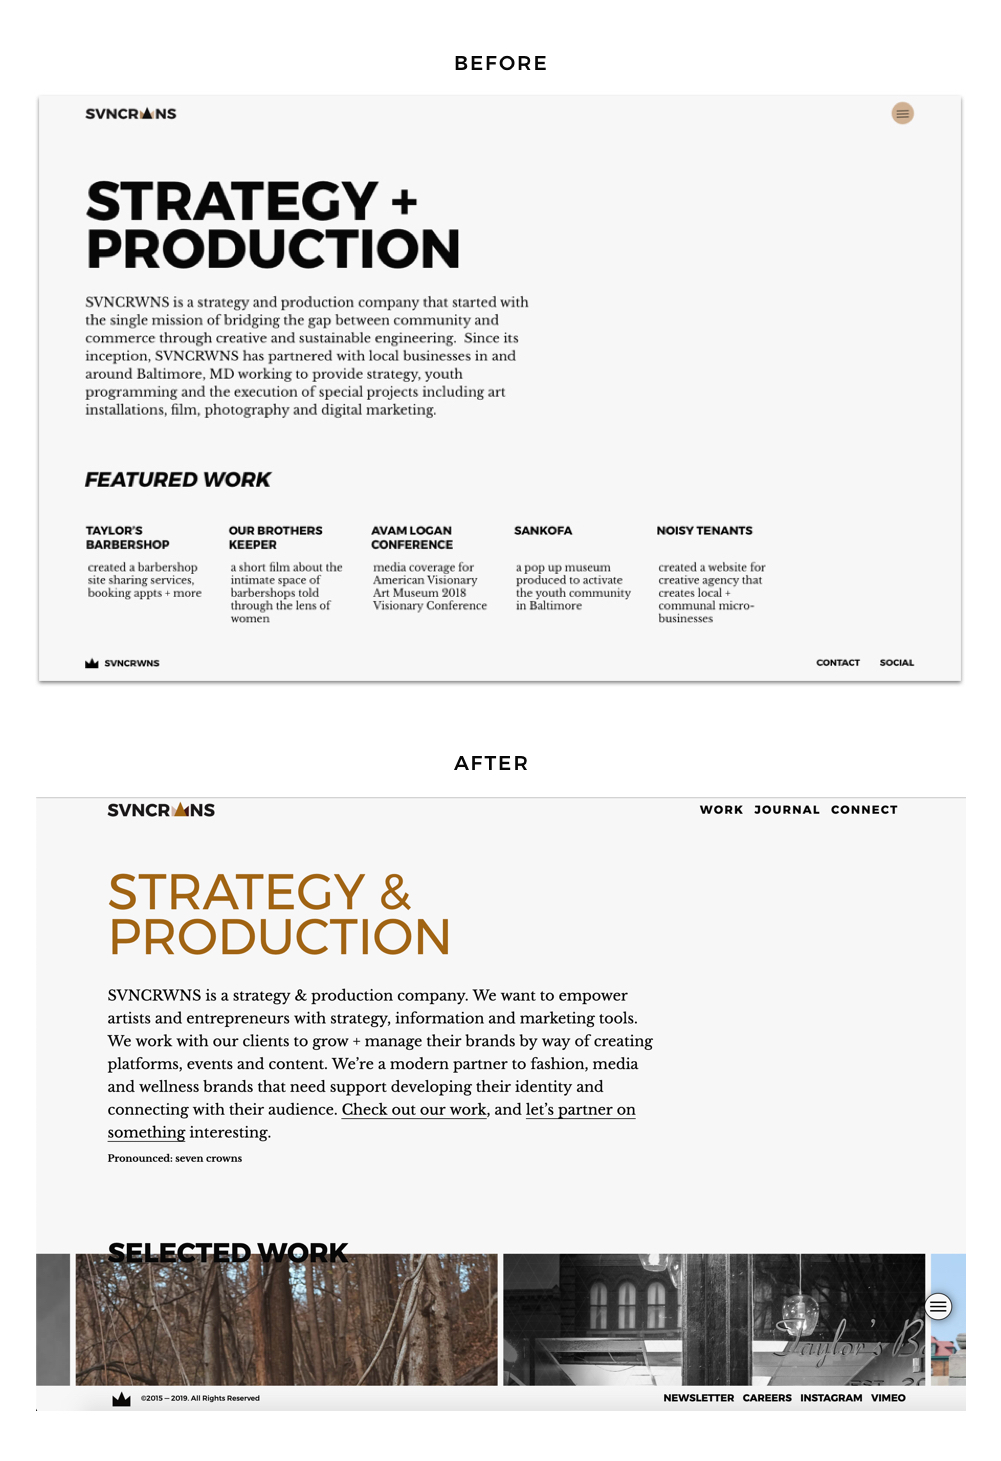 BEFORE
SVNCRWNS
STRATEGY +
PRODUCTION
SVNCRWNS is a strategy and production company that started with
the single mission of bridging the gap between community and
commerce through creative and sustainable engineering.  Since its
inception, SVNCRWNS has partnered with local businesses in and
around Baltimore, MD working to provide strategy, youth
programming and the execution of special projects including art
installations, film, photography and digital marketing.
FEATURED WORK
TAYLOR'S
BARBERSHOP
created a barbershop
site sharing services,
booking appts + more
OUR BROTHERS
KEEPER
a short film about the
intimate space of
barbershops told
through the lens of
women
AVAM LOGAN
CONFERENCE
media coverage for
American Visionary
Art Museum 2018
Visionary Conference
SANKOFA
a pop up museum
produced to activate
the youth community
in Baltimore
NOISY TENANTS
created a website for
creative agency that
creates local +
communal micro-
businesses
SVNCRWNS
CONTACT SOCIAL
AFTER
SVNCRWNS
WORK JOURNAL CONNECT
STRATEGY &
PRODUCTION
SVNCRWNS is a strategy & production company. We want to empower
artists and entrepreneurs with strategy, information and marketing tools.
We work with our clients to grow + manage their brands by way of creating
platforms, events and content. We’re a modern partner to fashion, media
and wellness brands that need support developing their identity and
connecting with their audience. Check out our work, and let’s partner on
something interesting.
Pronounced: seven crowns
SELECTED WORK
Taylor's
EST
©2015 — 2019. All Rights Reserved
NEWSLETTER CAREERS INSTAGRAM VIMEO